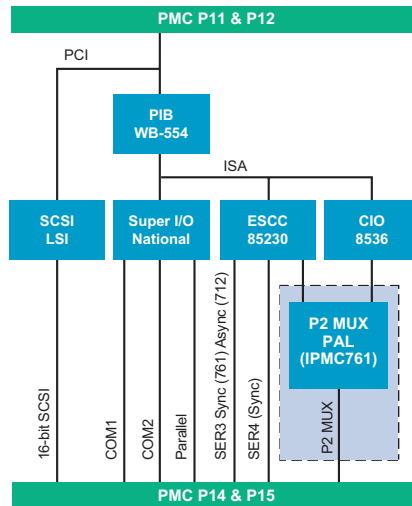 PMC P11 & P12
PCI
PIB
WB-554
ISA
SCSI
LSI
Super I/O
National
ESCC
85230
CIO
8536
P2 MUX
PAL
(IPMC761)
16-bit SCSI
COM1
COM2
Parallel
SER3 Sync (761) Async (712)
SER4 (Sync)
P2 MUX
PMC P14 & P15